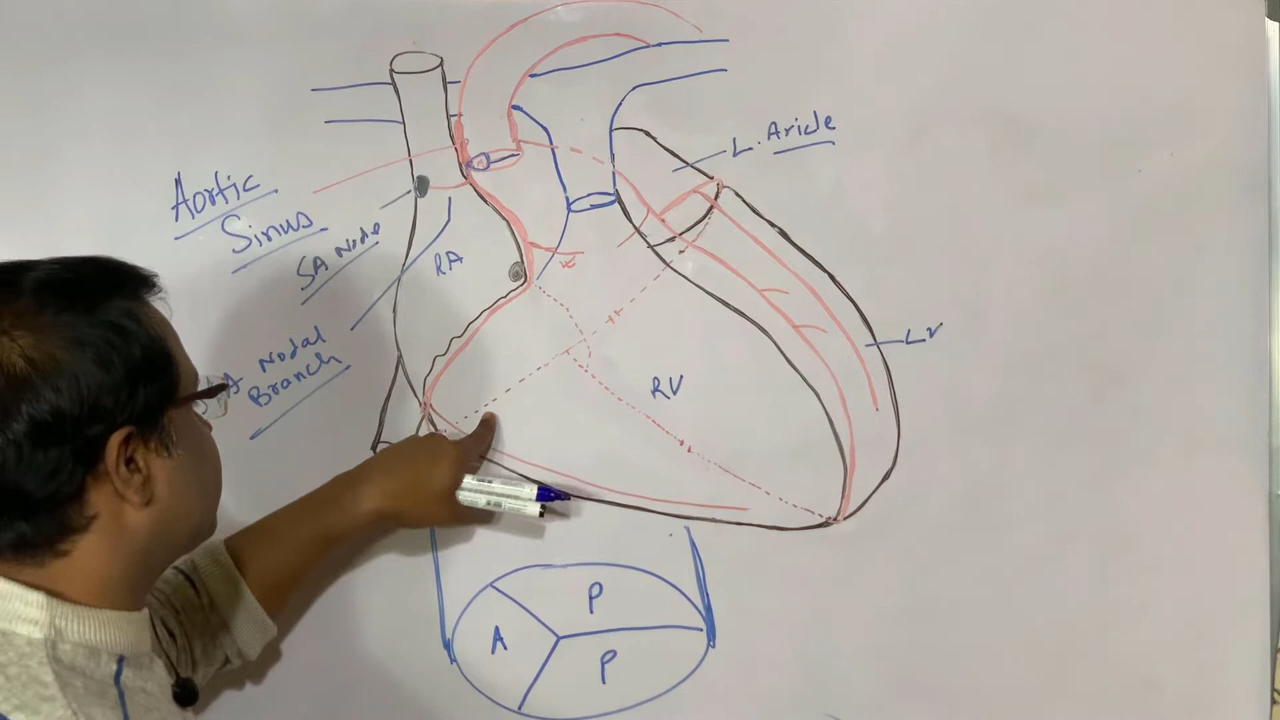 L. Aricle
Aortic
Sinus
SA Node
RA
Nodal
Branch
LV
RV
P
A
P